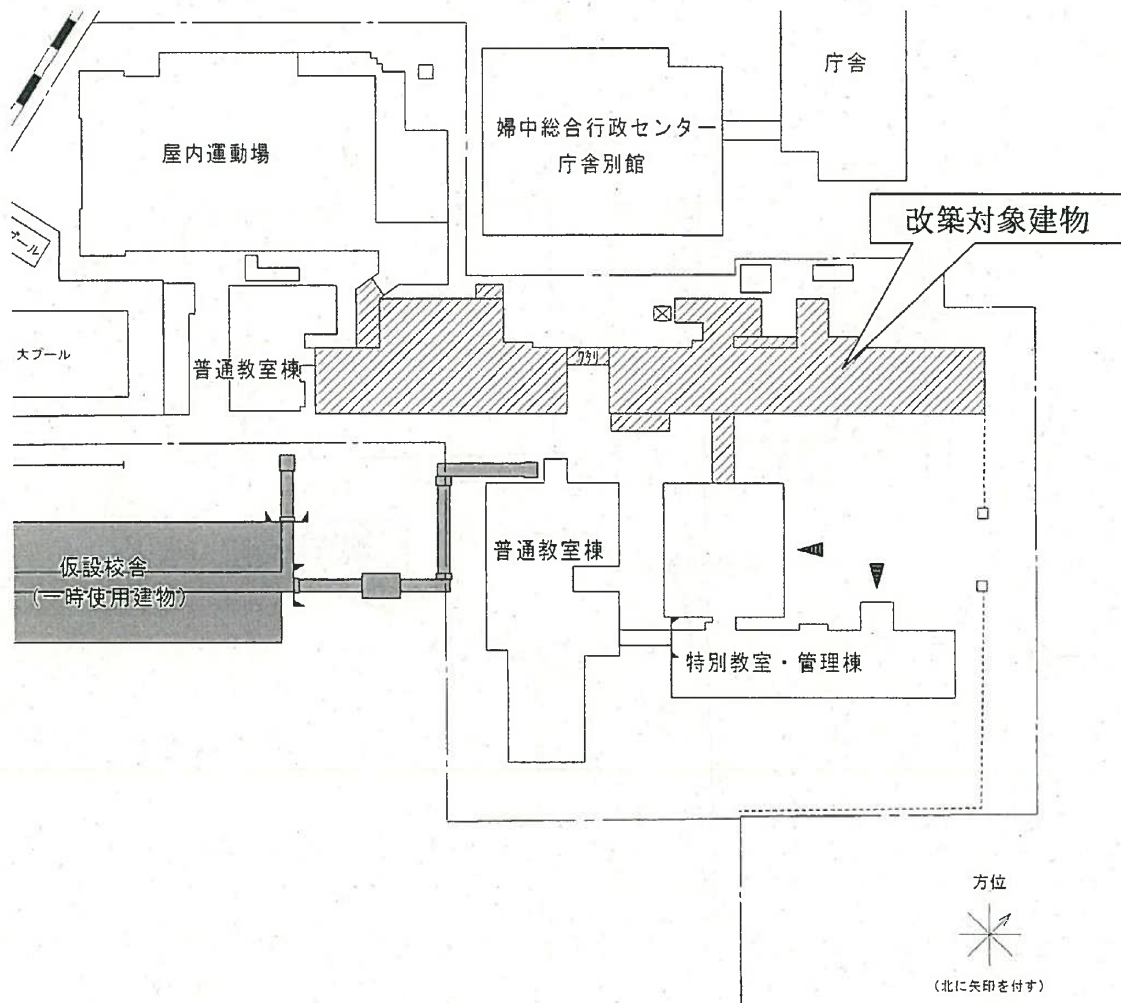 庁舎
婦中総合行政センター
庁舎別館
屋内運動場
改築対象建物
プール
大プール
普通教室棟
ワタリ
仮設校舎
(一時使用建物)
普通教室棟
特別教室・管理棟
方位
(北に矢印を付す)